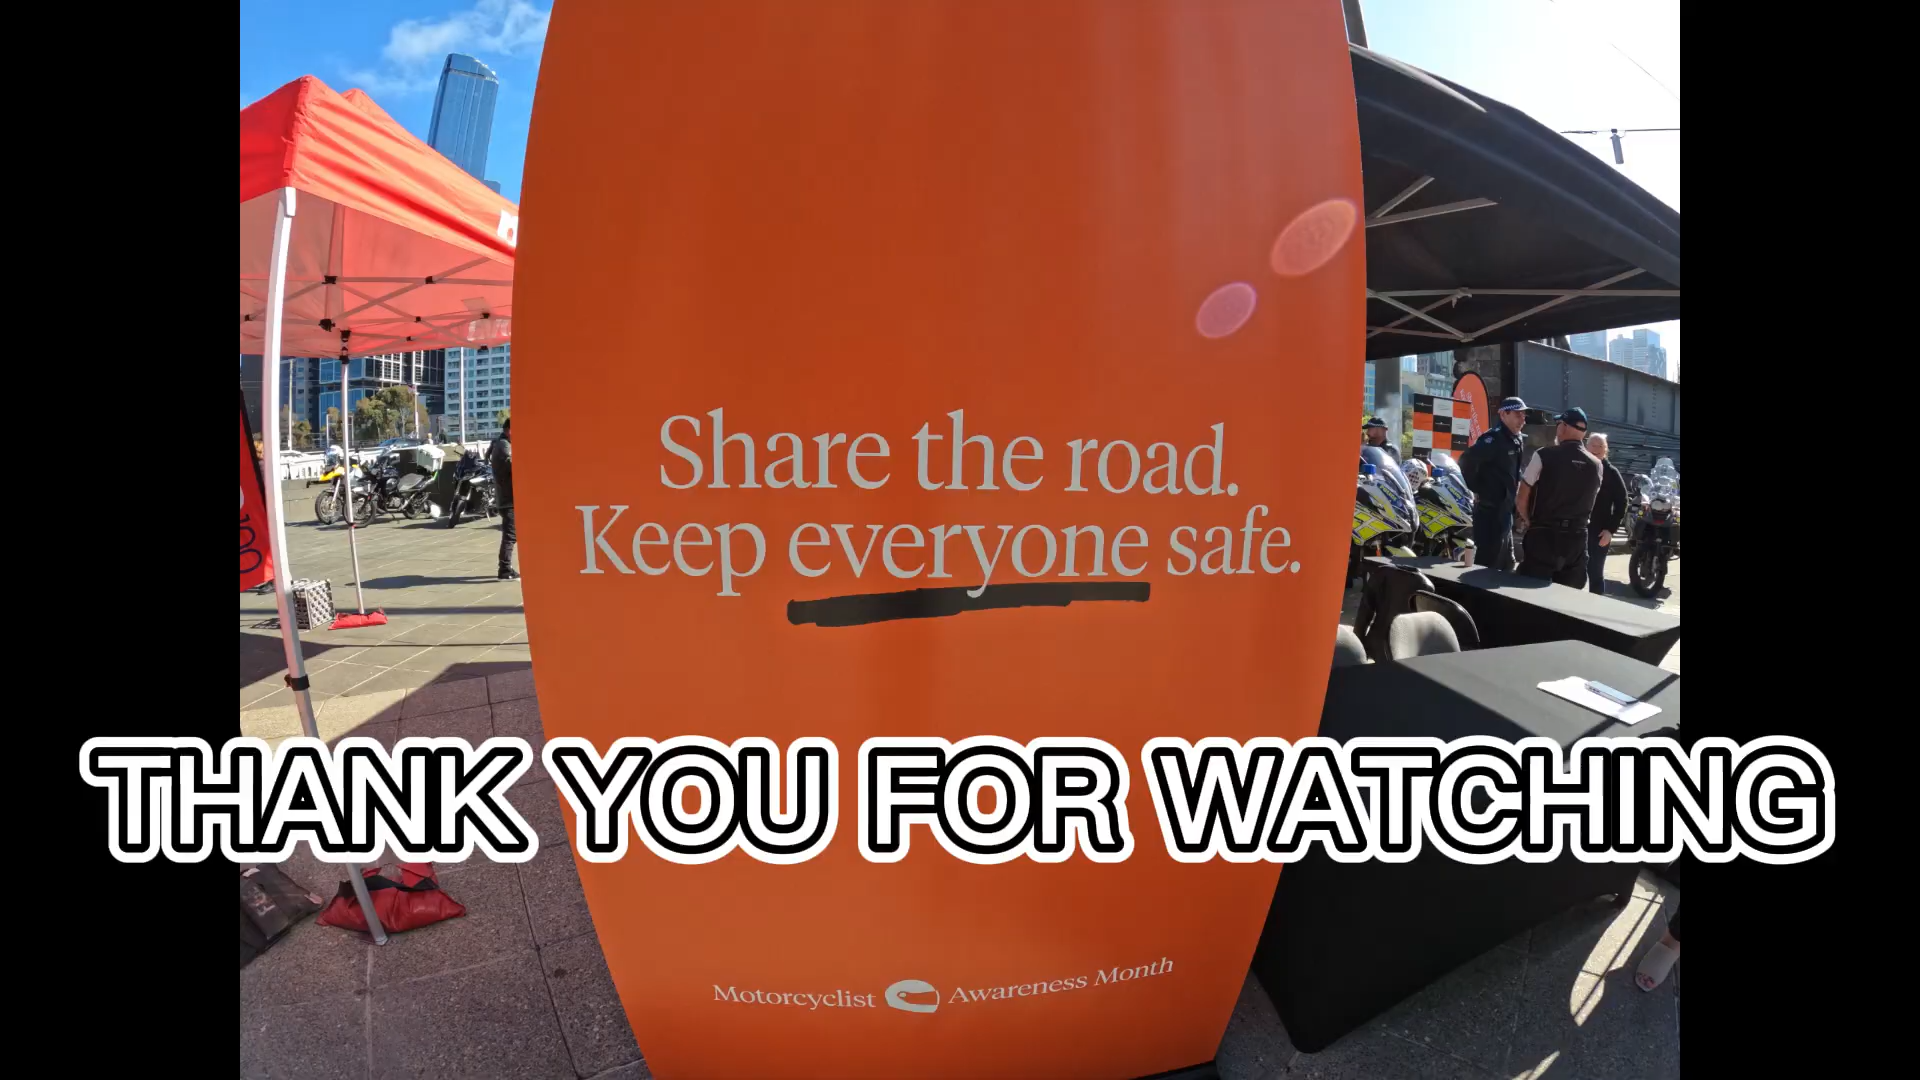 Share the road.
Keep everyone safe.
THANK YOU FOR WATCHING
Motorcyclist Awareness Month